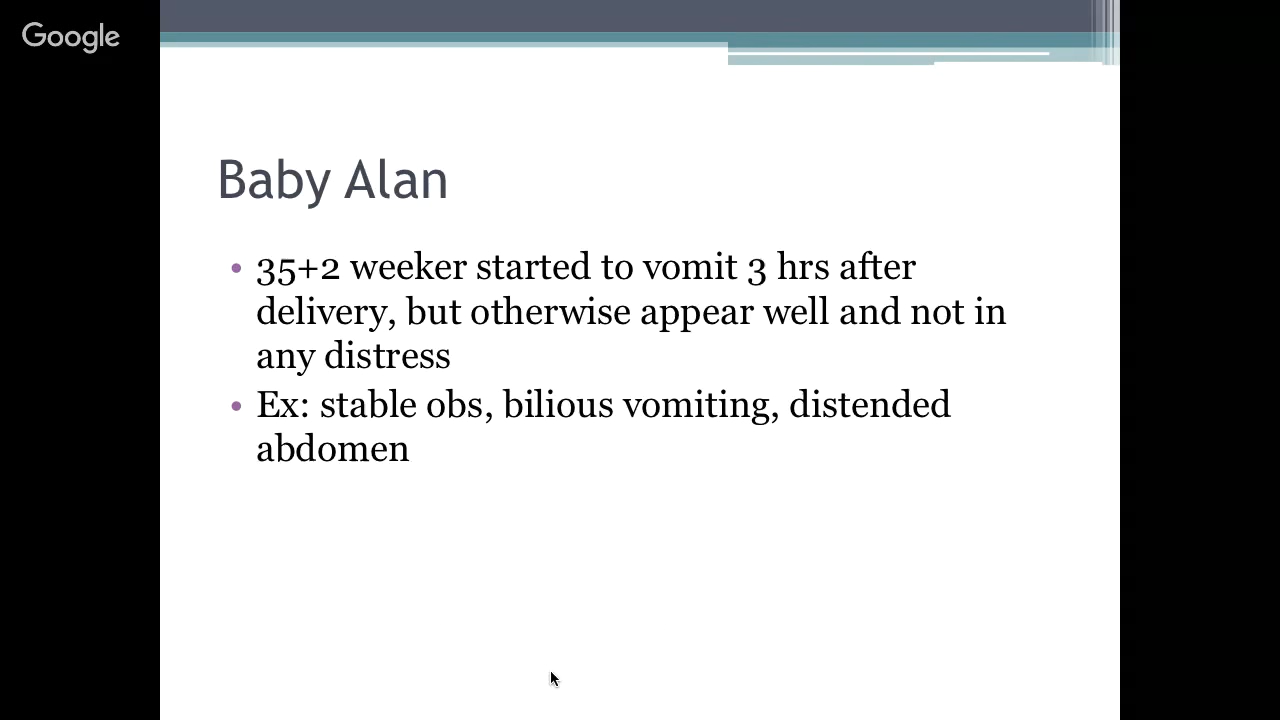 Google
Baby Alan
• 35+2 weeker started to vomit 3 hrs after
delivery, but otherwise appear well and not in
any distress
• Ex: stable obs, bilious vomiting, distended
abdomen